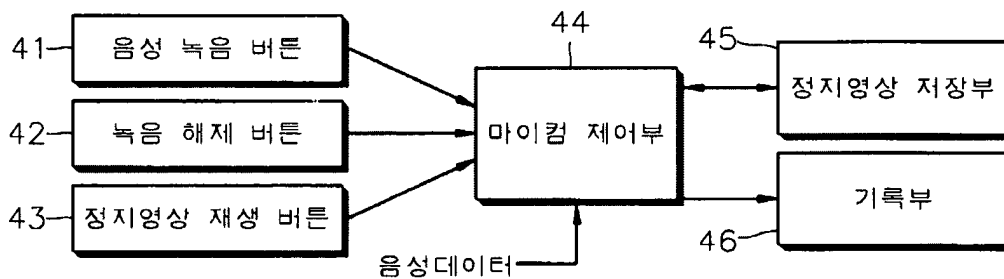 41 음성 녹음 버튼
42 녹음 해제 버튼
43 정지영상 재생 버튼
44
마이컴 제어부
음성데이터
45
정지영상 저장부
기록부
46